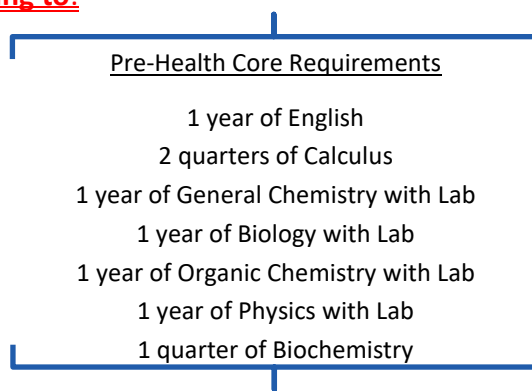 ng to:
Pre-Health Core Requirements
1 year of English
2 quarters of Calculus
1 year of General Chemistry with Lab
1 year of Biology with Lab
1 year of Organic Chemistry with Lab
1 year of Physics with Lab
1 quarter of Biochemistry